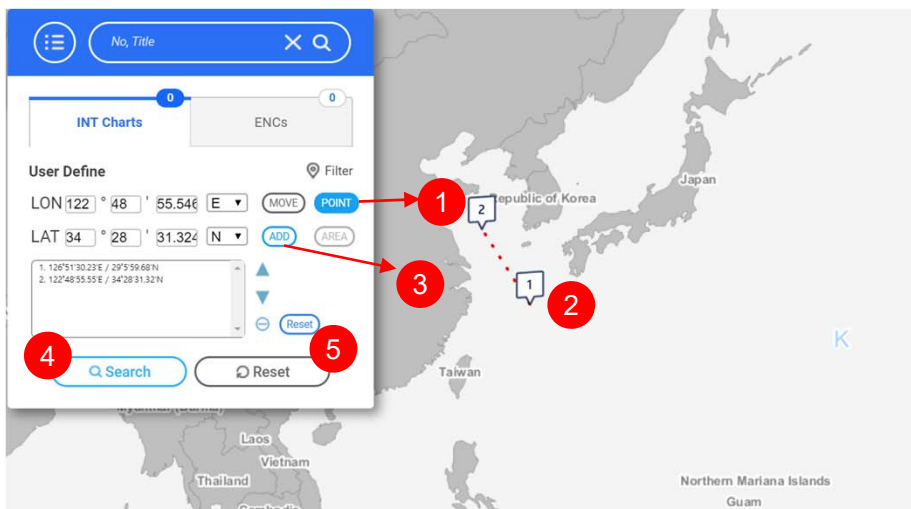 No, Title
0
0
INT Charts
ENCs
User Define
Filter
LON 122 ° 48 ' 55.546 E
MOVE
POINT
LAT 34 ° 28 ' 31.324 N
ADD
AREA
1. 126°51'30.23'E / 29°5'59.68'N
2. 122°48'55.55'E / 34°28'31.32'N
Reset
Search
Reset
1
2
3
4
5
2
1
Republic of Korea
Japan
Taiwan
K
Laos
Vietnam
Thailand
Northern Mariana Islands
Guam